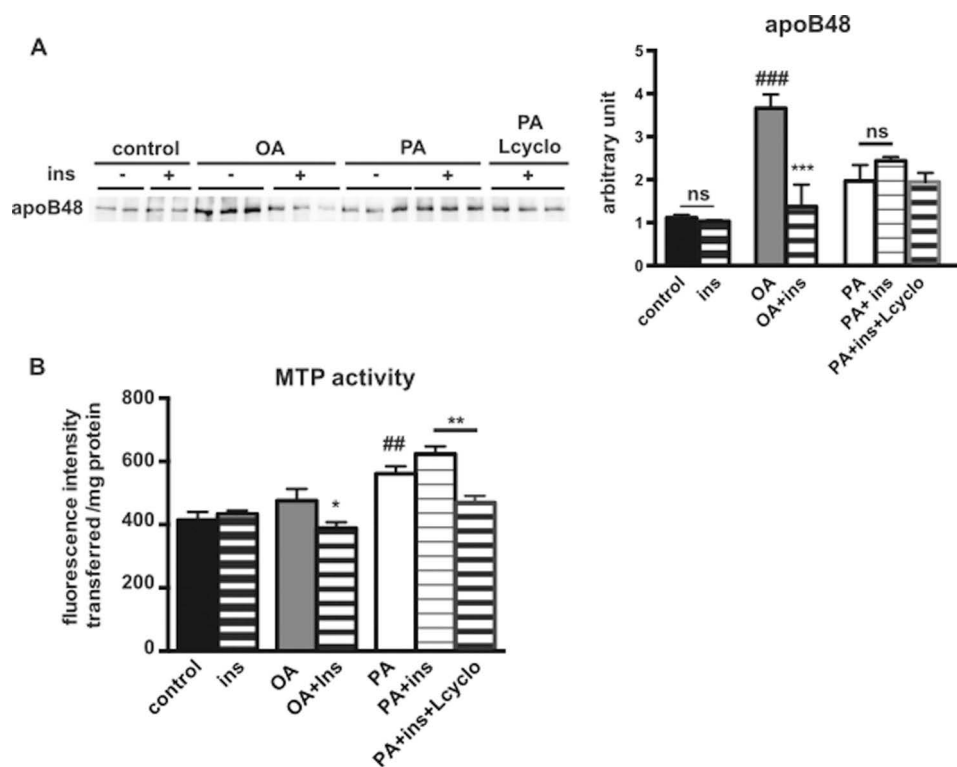 A
apoB48
control OA PA PA Lcyclo
ins - + - + - + +
apoB48
arbitrary unit
5
4
3
2
1
0
ns
###
***
ns
control
ins
OA
OA+ins
PA
PA+ ins
PA+ins+Lcyclo
B
MTP activity
fluorescence intensity
transferred /mg protein
800
600
400
200
0
*
##
**
control
ins
OA
OA+Ins
PA
PA+ins
PA+ins+Lcyclo